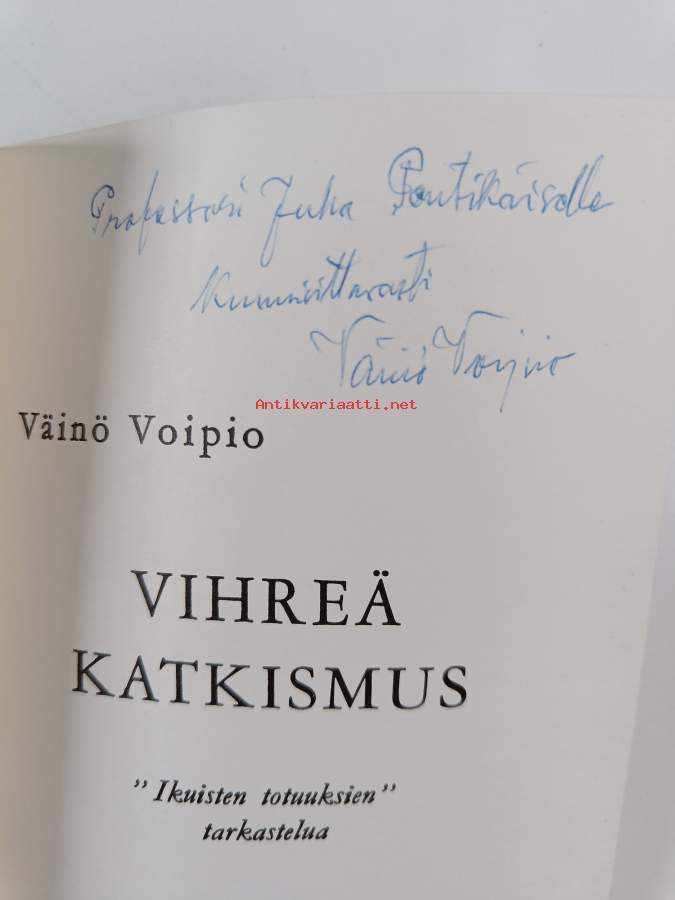 Professori Juha Pentikäiselle
Kunnioittavasti
Väinö Voipio
Antikvariaatti.net
Väinö Voipio
VIHREÄ
KATKISMUS
”Ikuisten totuuksien”
tarkastelua